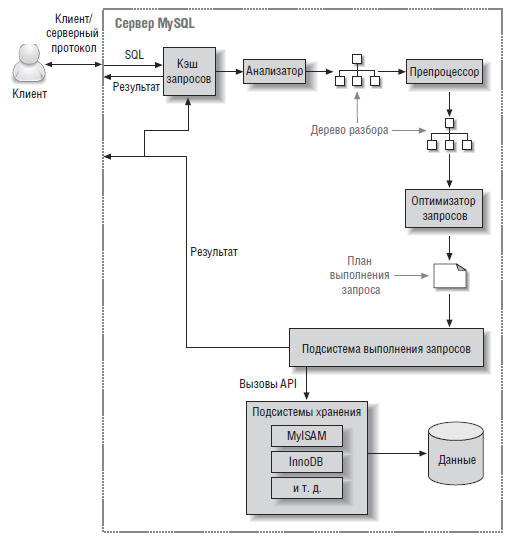 Клиент/
серверный
протокол
Сервер MySQL
SQL
Кэш
запросов
Анализатор
Препроцессор
Результат
Клиент
Дерево разбора
Оптимизатор
запросов
Результат
План
выполнения
запроса
Подсистема выполнения запросов
Вызовы API
Подсистемы хранения
MyISAM
InnoDB
и т. д.
Данные